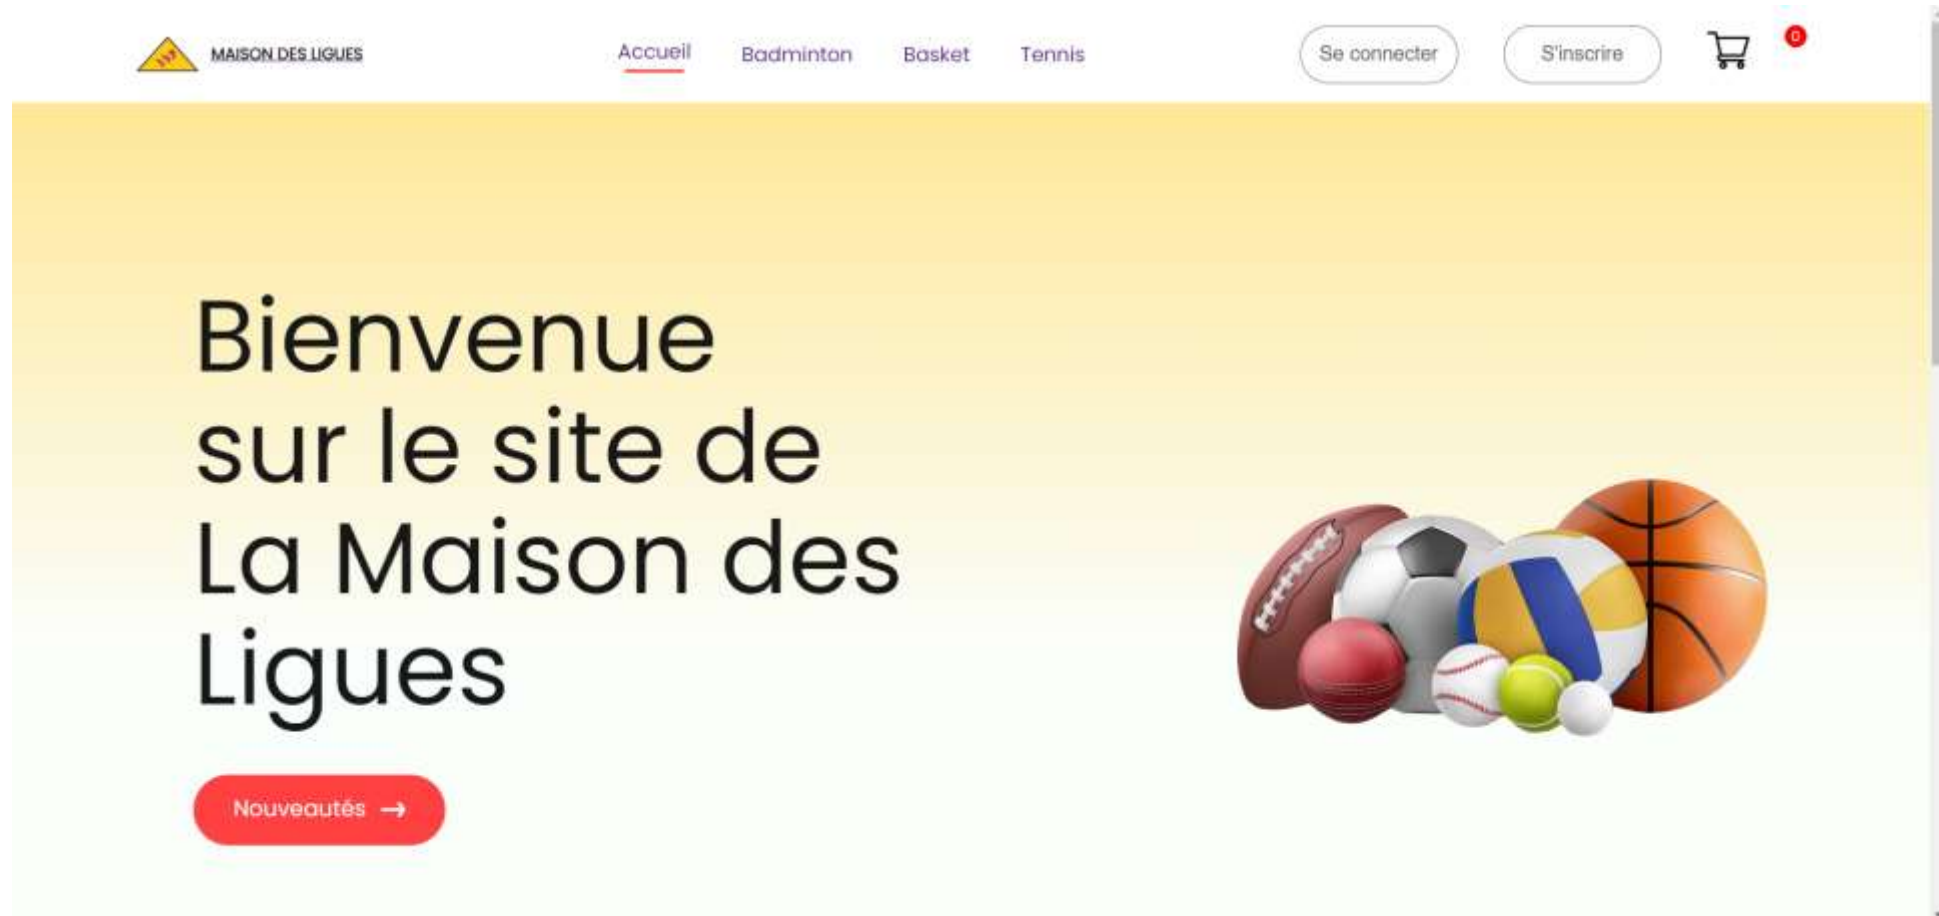 MAISON DES LIGUES
Accueil
Badminton
Basket
Tennis
Se connecter
S'inscrire
0
Bienvenue
sur le site de
La Maison des
Ligues
Nouveautés →